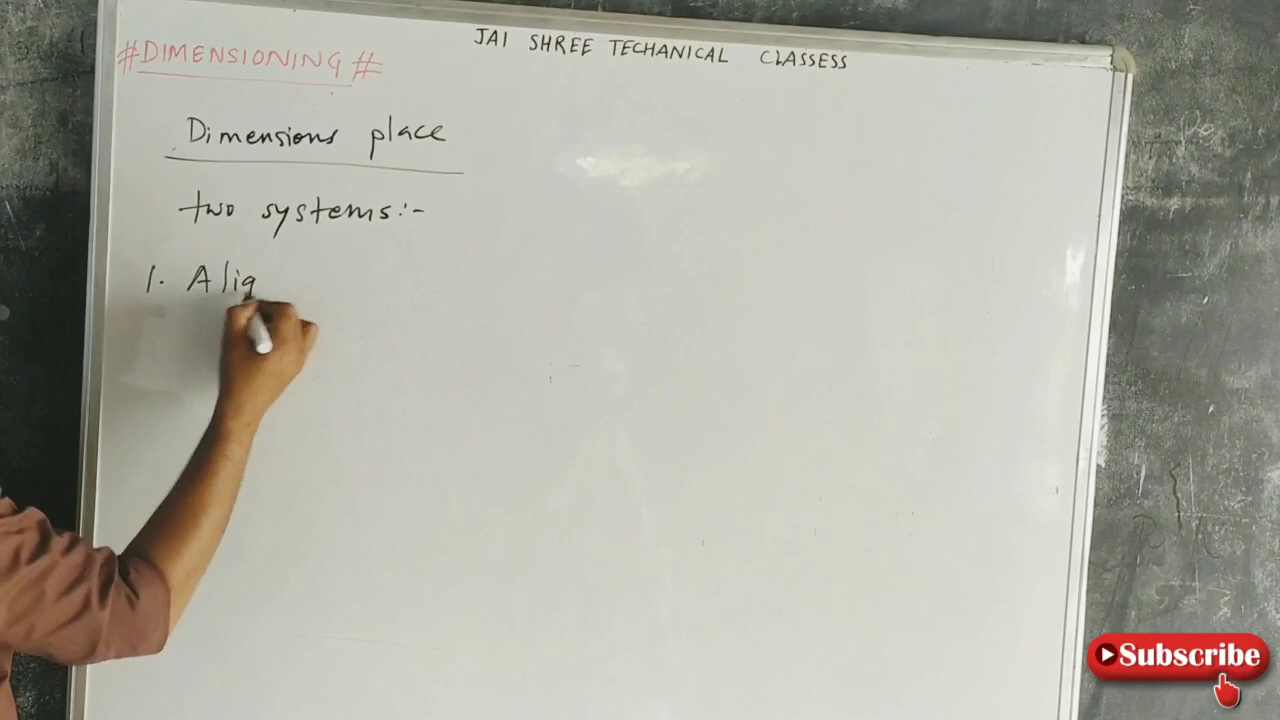 #DIMENSIONING#
JAI SHREE TECHANICAL CLASSESS
Dimensions place
two systems:-
1. Alig
Subscribe